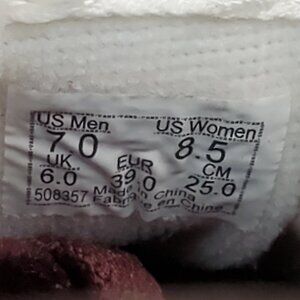 US Men US Women
7.0 8.5
UK EUR CM
6.0 39.0 25.0
508357 Made in China
Fabriqué en Chine